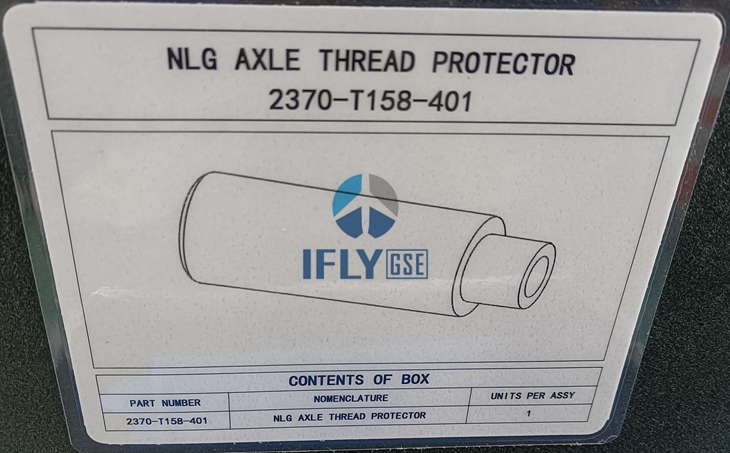 NLG AXLE THREAD PROTECTOR
2370-T158-401
IFLY GSE
CONTENTS OF BOX
PART NUMBER NOMENCLATURE UNITS PER ASSY
2370-T158-401 NLG AXLE THREAD PROTECTOR 1